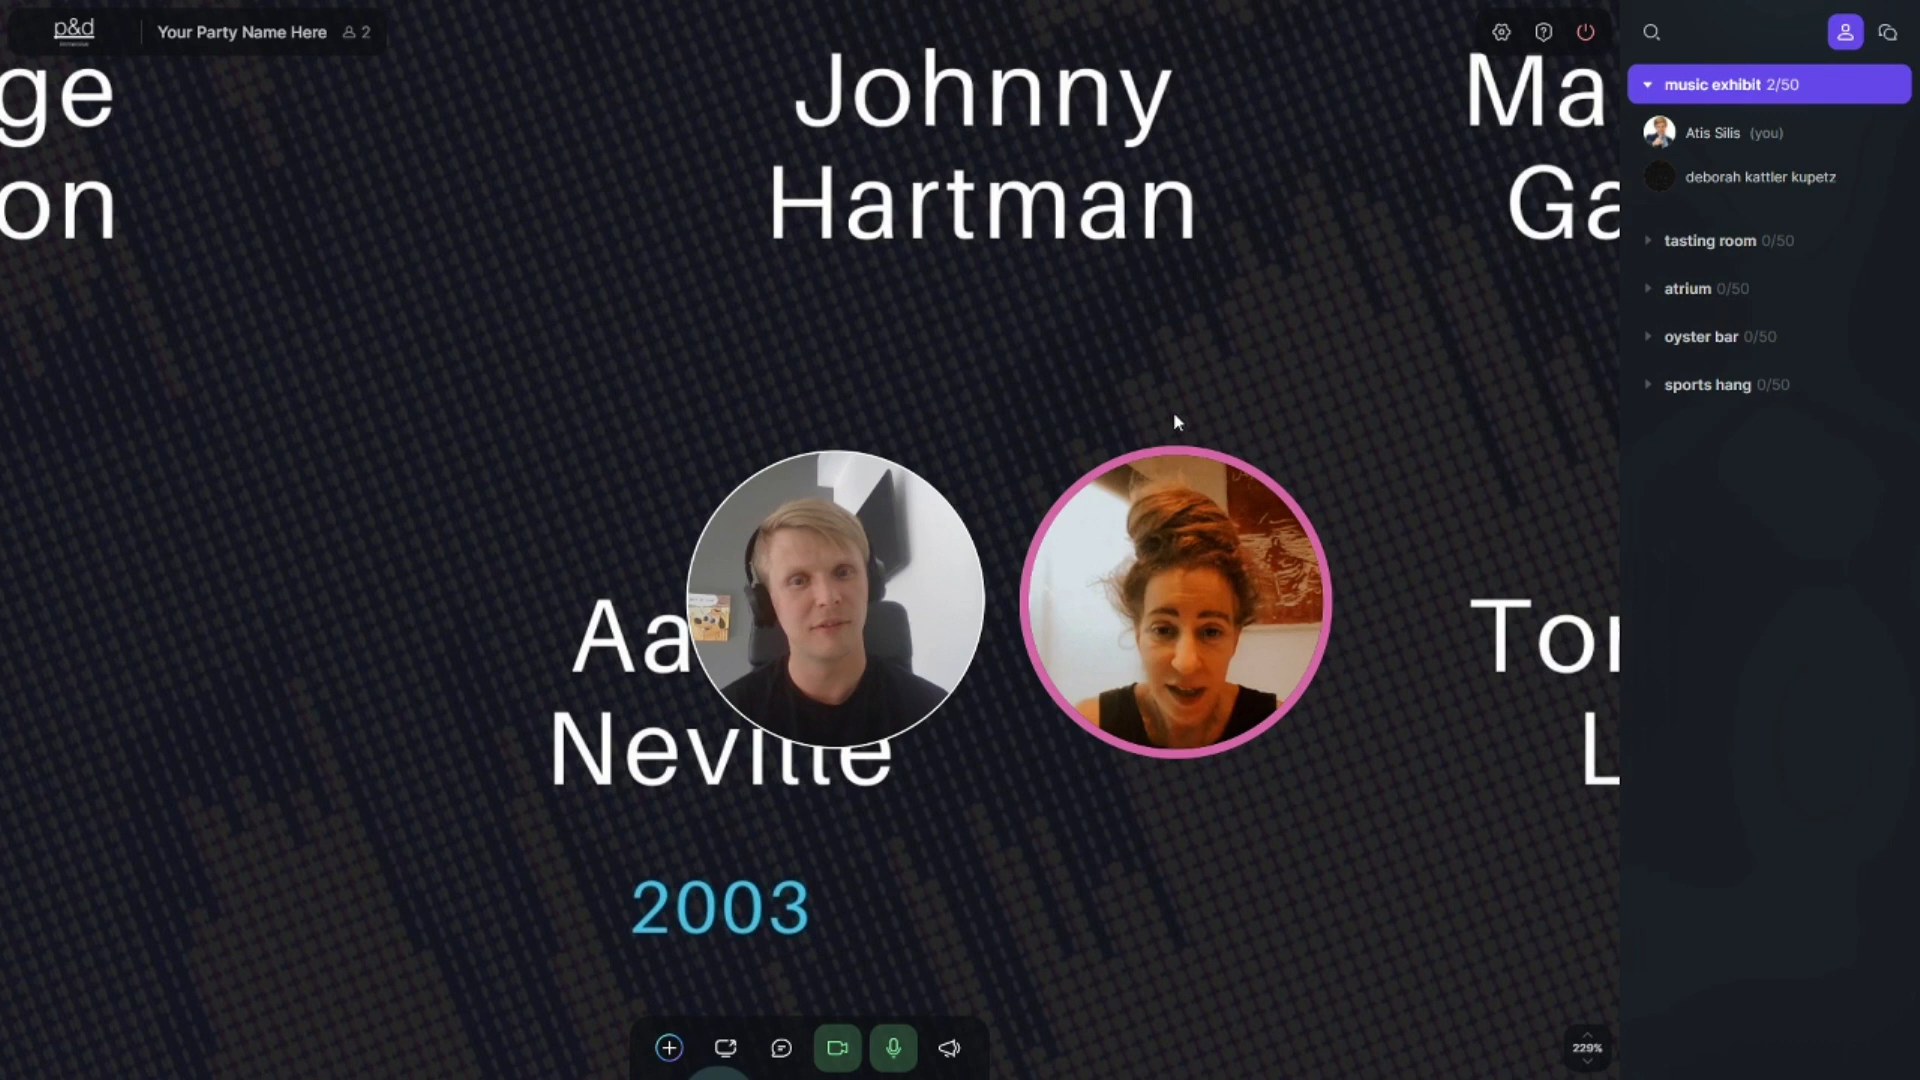 p&d
Your Party Name Here 2
ge
on
Johnny
Hartman
Ma
Ga
Aa
Neville
2003
Tor
L
229%
music exhibit 2/50
Atis Silis (you)
deborah kattler kupetz
tasting room 0/50
atrium 0/50
oyster bar 0/50
sports hang 0/50